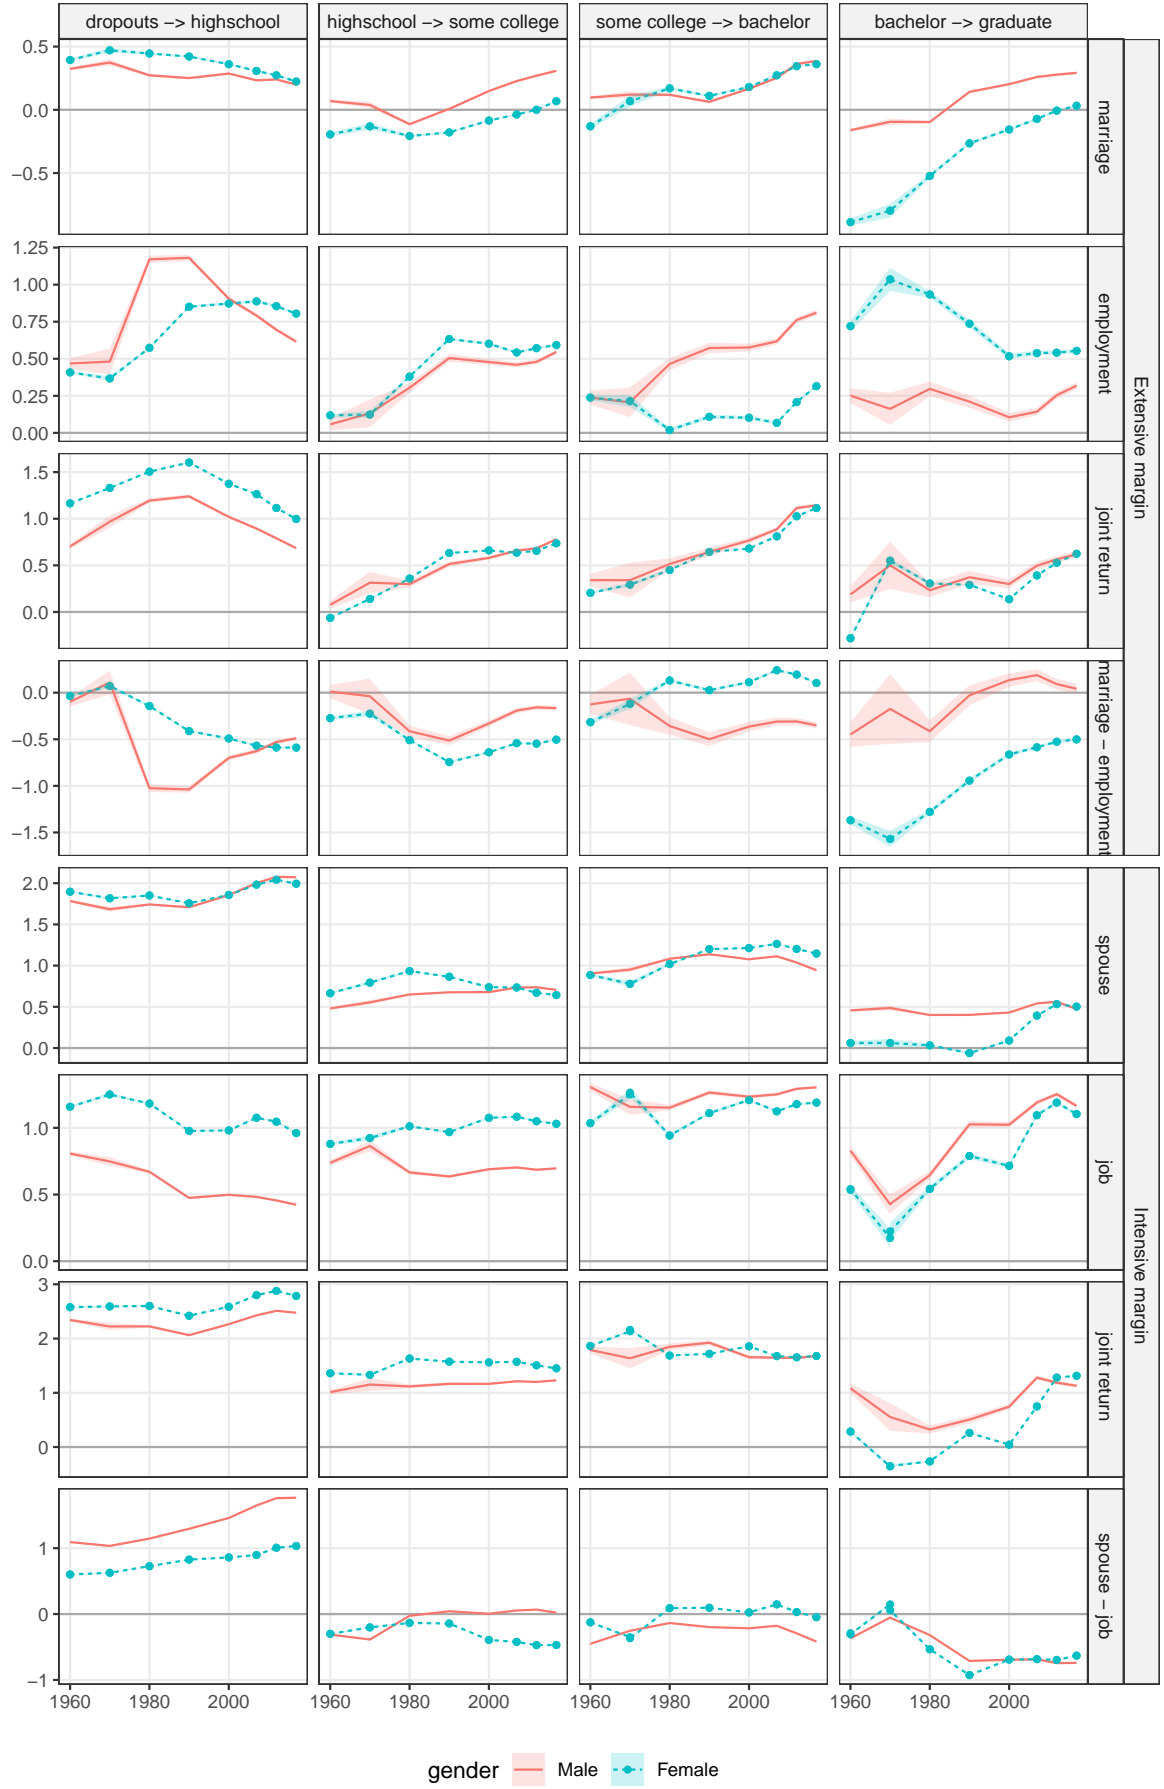 dropouts −> highschool
highschool −> some college
some college −> bachelor
bachelor −> graduate
0.5
0.0
−0.5
marriage
1.25
1.00
0.75
0.50
0.25
0.00
employment
1.5
1.0
0.5
0.0
joint return
0.0
−0.5
−1.0
−1.5
marriage − employment
Extensive margin
2.0
1.5
1.0
0.5
0.0
spouse
1.0
0.5
0.0
job
3
2
1
0
joint return
1
0
−1
spouse − job
Intensive margin
1960 1980 2000
1960 1980 2000
1960 1980 2000
1960 1980 2000
gender Male Female